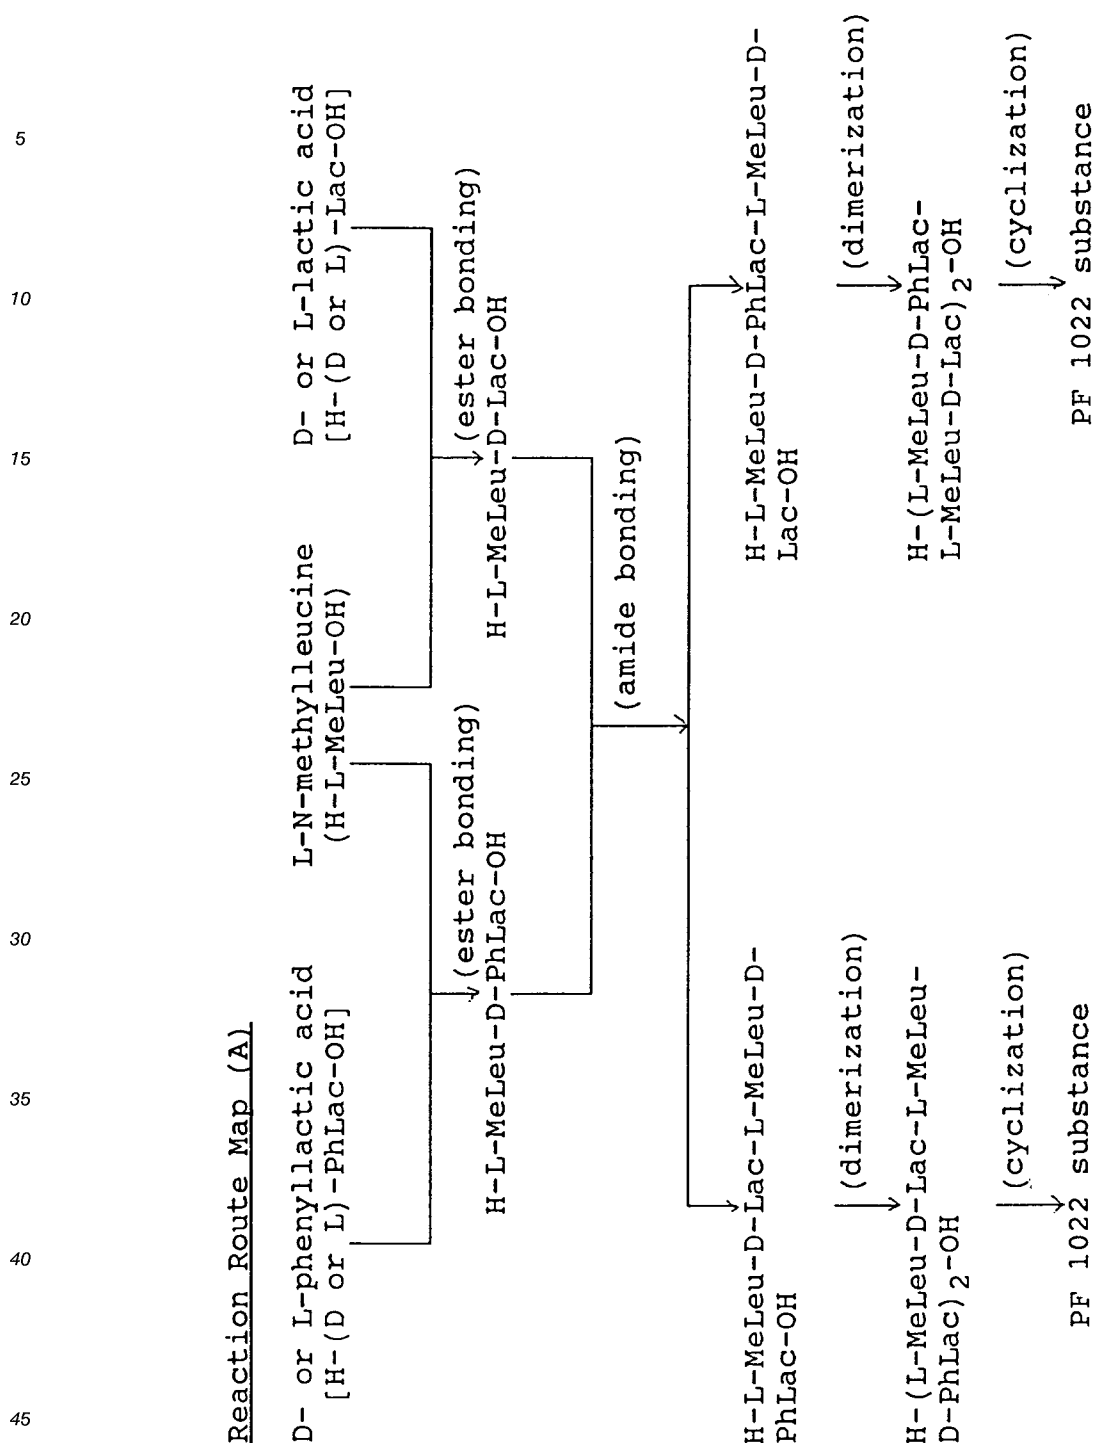 Reaction Route Map (A)
D- or L-phenyllactic acid
[H-(D or L)-PhLac-OH]
L-N-methylleucine
(H-L-MeLeu-OH)
D- or L-lactic acid
[H-(D or L)-Lac-OH]
(ester bonding)
(ester bonding)
H-L-MeLeu-D-PhLac-OH
H-L-MeLeu-D-Lac-OH
(amide bonding)
H-L-MeLeu-D-Lac-L-MeLeu-D-
PhLac-OH
H-L-MeLeu-D-PhLac-L-MeLeu-D-
Lac-OH
(dimerization)
(dimerization)
H-(L-MeLeu-D-Lac-L-MeLeu-
D-PhLac)2-OH
H-(L-MeLeu-D-PhLac-
L-MeLeu-D-Lac)2-OH
(cyclization)
(cyclization)
PF 1022 substance
PF 1022 substance
5
10
15
20
25
30
35
40
45